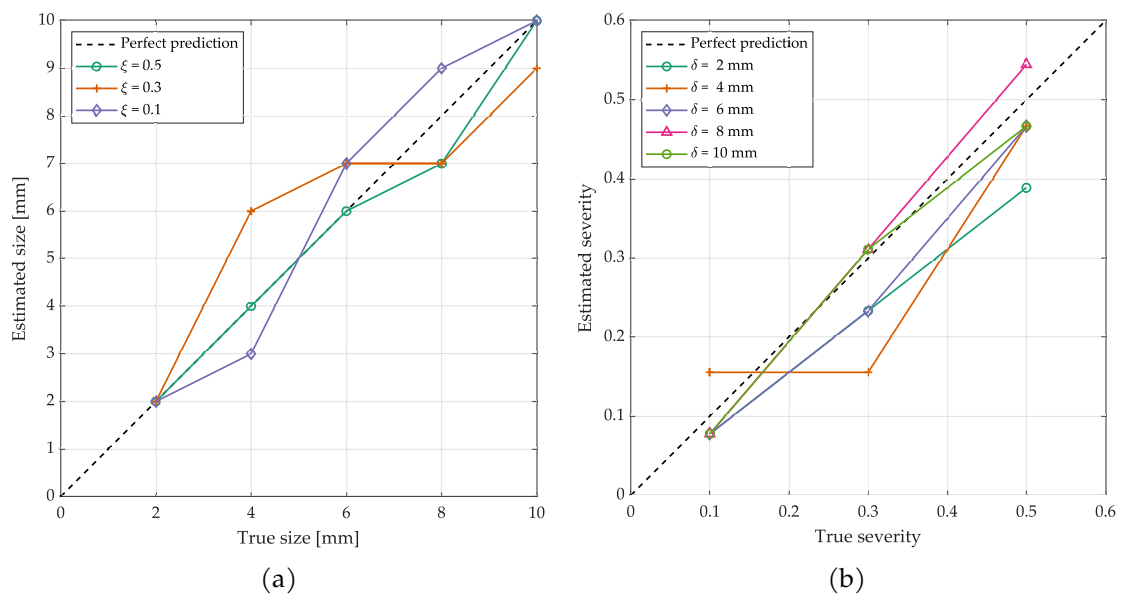 10
9
8
7
6
5
4
3
2
1
0
Estimated size [mm]
Perfect prediction
ξ = 0.5
ξ = 0.3
ξ = 0.1
0 2 4 6 8 10
True size [mm]
(a)
0.6
0.5
0.4
0.3
0.2
0.1
0
Estimated severity
Perfect prediction
δ = 2 mm
δ = 4 mm
δ = 6 mm
δ = 8 mm
δ = 10 mm
0 0.1 0.2 0.3 0.4 0.5 0.6
True severity
(b)